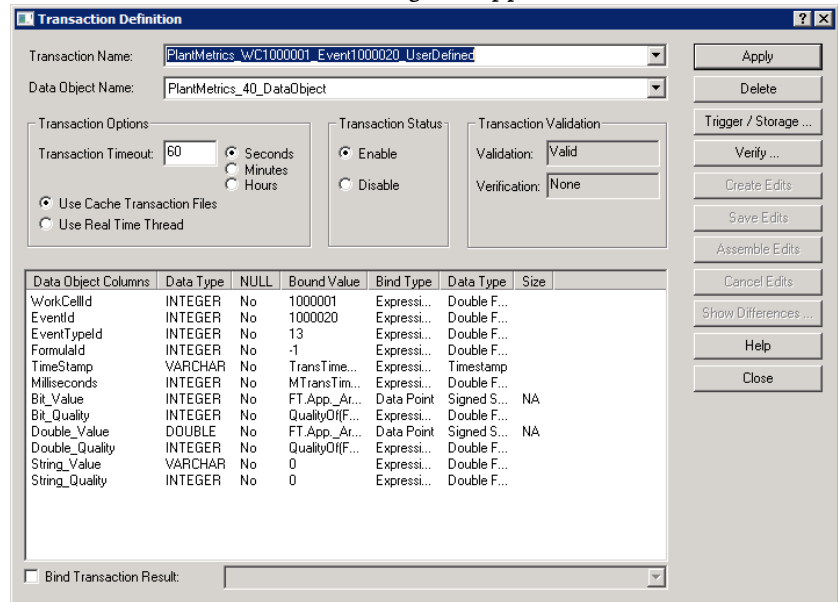 Transaction Definition
Transaction Name: PlantMetrics_WC1000001_Event1000020_UserDefined
Apply
Data Object Name: PlantMetrics_40_DataObject
Delete
Transaction Options
Transaction Status
Transaction Validation
Trigger / Storage ...
Transaction Timeout: 60 Seconds
Minutes
Hours
Enable
Disable
Validation: Valid
Verification: None
Verify ...
Create Edits
Use Cache Transaction Files
Use Real Time Thread
Save Edits
Assemble Edits
Cancel Edits
Show Differences ...
Help
Close
Data Object Columns Data Type NULL Bound Value Bind Type Data Type Size
WorkCellId INTEGER No 1000001 Expressi... Double F...
EventId INTEGER No 1000020 Expressi... Double F...
EventTypeId INTEGER No 13 Expressi... Double F...
FormulaId INTEGER No -1 Expressi... Double F...
TimeStamp VARCHAR No TransTime... Expressi... Timestamp
Milliseconds INTEGER No MTransTim... Expressi... Double F...
Bit_Value INTEGER No FT.App._Ar... Data Point Signed S... NA
Bit_Quality INTEGER No QualityOf(F... Expressi... Double F...
Double_Value DOUBLE No FT.App._Ar... Data Point Signed S... NA
Double_Quality INTEGER No QualityOf(F... Expressi... Double F...
String_Value VARCHAR No 0 Expressi... Double F...
String_Quality INTEGER No 0 Expressi... Double F...
Bind Transaction Result: